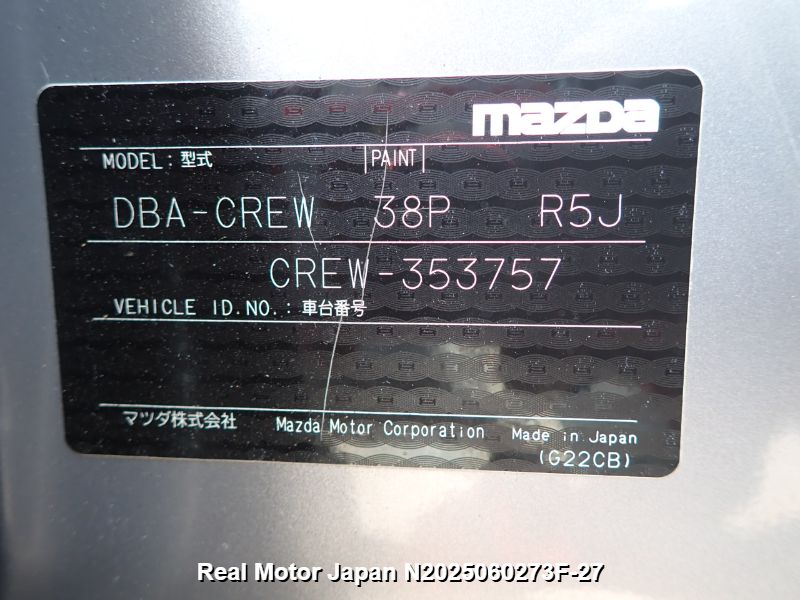 mazda
MODEL: 型式 PAINT
DBA-CREW 38P R5J
CREW-353757
VEHICLE ID.NO.: 車台番号
マツダ株式会社 Mazda Motor Corporation Made in Japan
(G22CB)
Real Motor Japan N2025060273F-27